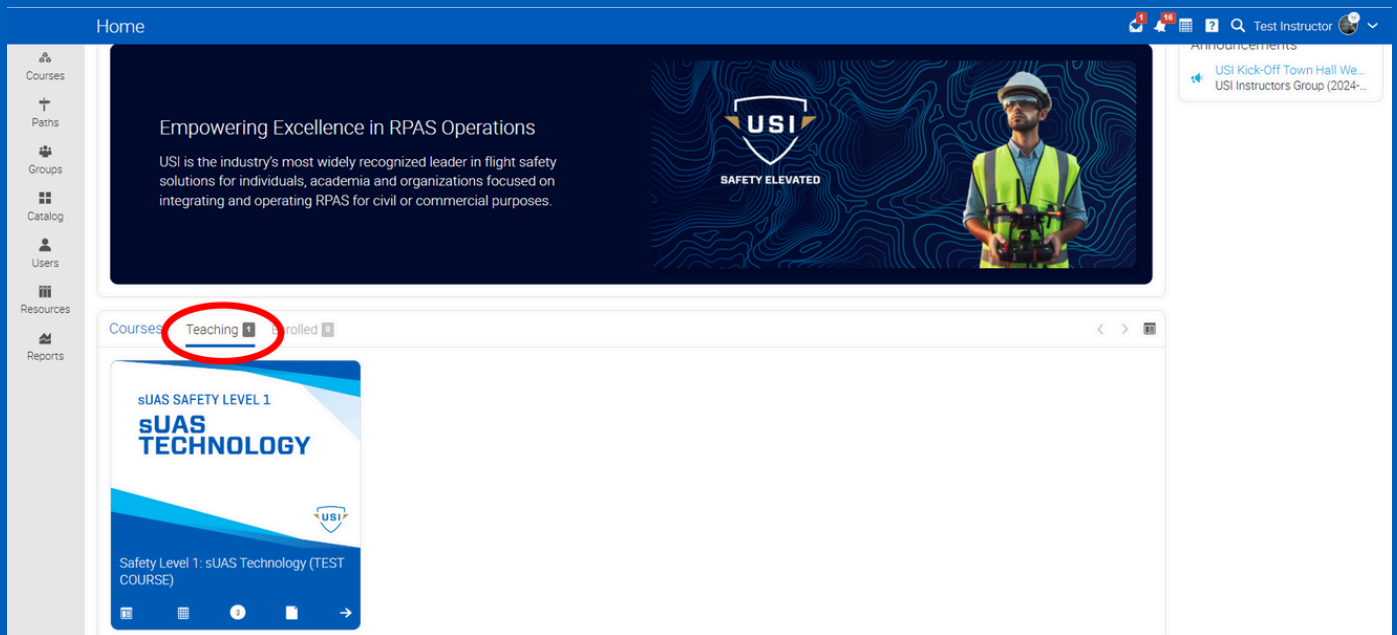 Home
1
16
?
Test Instructor
Courses
Paths
Groups
Catalog
Users
Resources
Reports
Empowering Excellence in RPAS Operations
USI is the industry's most widely recognized leader in flight safety
solutions for individuals, academia and organizations focused on
integrating and operating RPAS for civil or commercial purposes.
USI
SAFETY ELEVATED
Announcements
USI Kick-Off Town Hall We...
USI Instructors Group (2024-...
Courses Teaching 1 Enrolled 0
sUAS SAFETY LEVEL 1
sUAS
TECHNOLOGY
USI
Safety Level 1: sUAS Technology (TEST
COURSE)
3